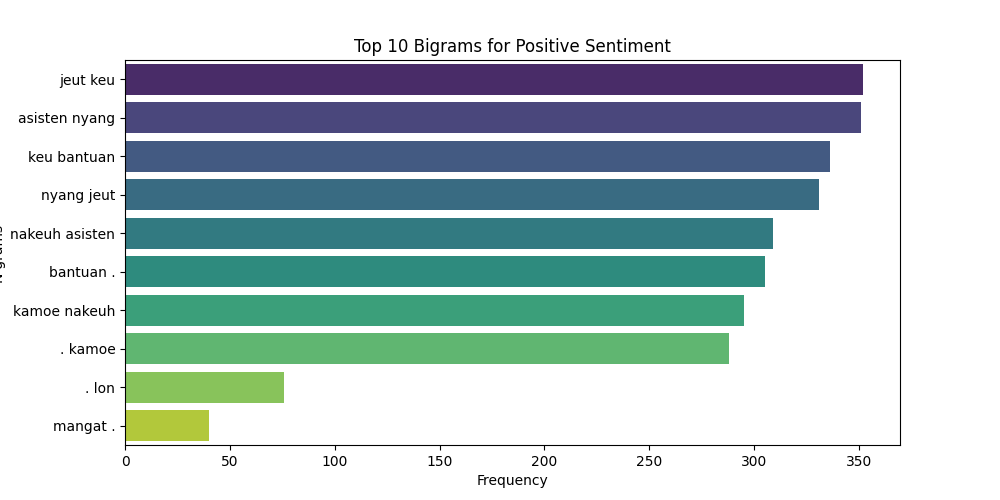 Top 10 Bigrams for Positive Sentiment
jeut keu
asisten nyang
keu bantuan
nyang jeut
nakeuh asisten
bantuan .
kamoe nakeuh
. kamoe
. lon
mangat .
0 50 100 150 200 250 300 350
Frequency